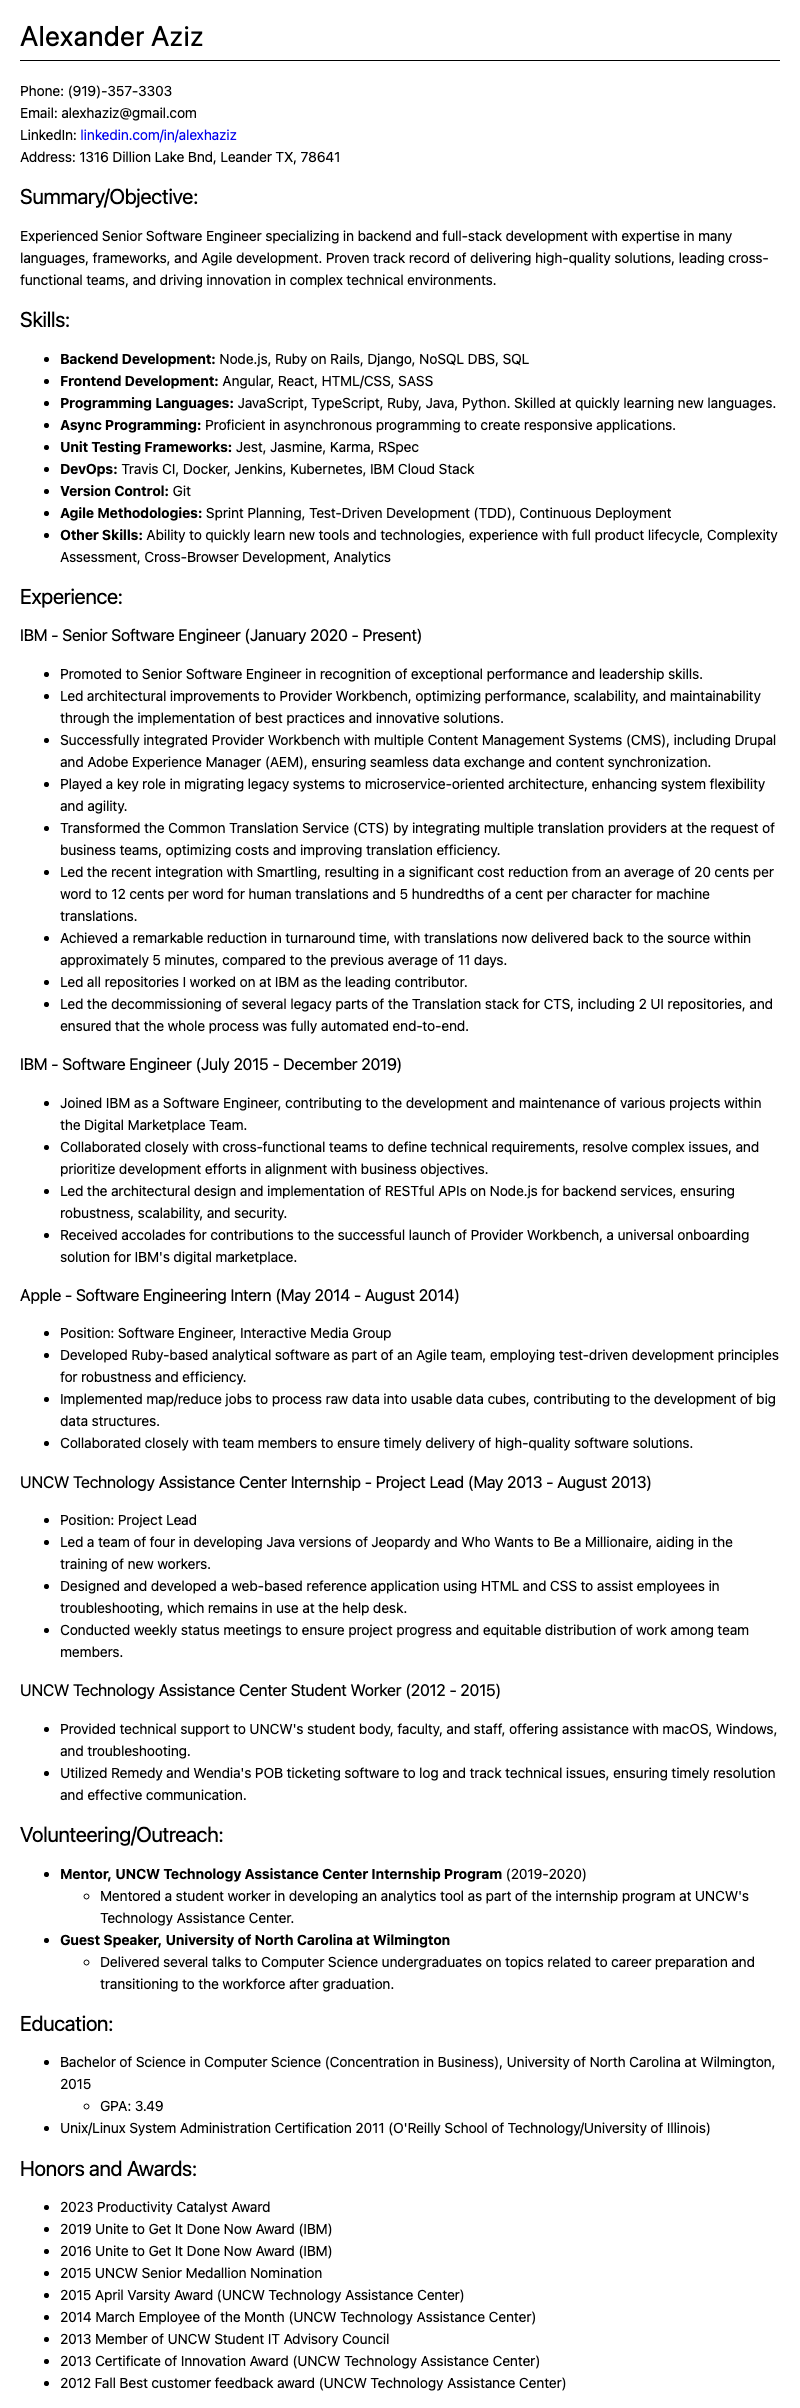 Alexander Aziz
Phone: (919)-357-3303
Email: alexhaziz@gmail.com
LinkedIn: linkedin.com/in/alexhaziz
Address: 1316 Dillion Lake Bnd, Leander TX, 78641
Summary/Objective:
Experienced Senior Software Engineer specializing in backend and full-stack development with expertise in many
languages, frameworks, and Agile development. Proven track record of delivering high-quality solutions, leading cross-
functional teams, and driving innovation in complex technical environments.
Skills:
• Backend Development: Node.js, Ruby on Rails, Django, NoSQL DBS, SQL
• Frontend Development: Angular, React, HTML/CSS, SASS
• Programming Languages: JavaScript, TypeScript, Ruby, Java, Python. Skilled at quickly learning new languages.
• Async Programming: Proficient in asynchronous programming to create responsive applications.
• Unit Testing Frameworks: Jest, Jasmine, Karma, RSpec
• DevOps: Travis CI, Docker, Jenkins, Kubernetes, IBM Cloud Stack
• Version Control: Git
• Agile Methodologies: Sprint Planning, Test-Driven Development (TDD), Continuous Deployment
• Other Skills: Ability to quickly learn new tools and technologies, experience with full product lifecycle, Complexity
Assessment, Cross-Browser Development, Analytics
Experience:
IBM - Senior Software Engineer (January 2020 - Present)
• Promoted to Senior Software Engineer in recognition of exceptional performance and leadership skills.
• Led architectural improvements to Provider Workbench, optimizing performance, scalability, and maintainability
through the implementation of best practices and innovative solutions.
• Successfully integrated Provider Workbench with multiple Content Management Systems (CMS), including Drupal
and Adobe Experience Manager (AEM), ensuring seamless data exchange and content synchronization.
• Played a key role in migrating legacy systems to microservice-oriented architecture, enhancing system flexibility
and agility.
• Transformed the Common Translation Service (CTS) by integrating multiple translation providers at the request of
business teams, optimizing costs and improving translation efficiency.
• Led the recent integration with Smartling, resulting in a significant cost reduction from an average of 20 cents per
word to 12 cents per word for human translations and 5 hundredths of a cent per character for machine
translations.
• Achieved a remarkable reduction in turnaround time, with translations now delivered back to the source within
approximately 5 minutes, compared to the previous average of 11 days.
• Led all repositories I worked on at IBM as the leading contributor.
• Led the decommissioning of several legacy parts of the Translation stack for CTS, including 2 UI repositories, and
ensured that the whole process was fully automated end-to-end.
IBM - Software Engineer (July 2015 - December 2019)
• Joined IBM as a Software Engineer, contributing to the development and maintenance of various projects within
the Digital Marketplace Team.
• Collaborated closely with cross-functional teams to define technical requirements, resolve complex issues, and
prioritize development efforts in alignment with business objectives.
• Led the architectural design and implementation of RESTful APIs on Node.js for backend services, ensuring
robustness, scalability, and security.
• Received accolades for contributions to the successful launch of Provider Workbench, a universal onboarding
solution for IBM's digital marketplace.
Apple - Software Engineering Intern (May 2014 - August 2014)
• Position: Software Engineer, Interactive Media Group
• Developed Ruby-based analytical software as part of an Agile team, employing test-driven development principles
for robustness and efficiency.
• Implemented map/reduce jobs to process raw data into usable data cubes, contributing to the development of big
data structures.
• Collaborated closely with team members to ensure timely delivery of high-quality software solutions.
UNCW Technology Assistance Center Internship - Project Lead (May 2013 - August 2013)
• Position: Project Lead
• Led a team of four in developing Java versions of Jeopardy and Who Wants to Be a Millionaire, aiding in the
training of new workers.
• Designed and developed a web-based reference application using HTML and CSS to assist employees in
troubleshooting, which remains in use at the help desk.
• Conducted weekly status meetings to ensure project progress and equitable distribution of work among team
members.
UNCW Technology Assistance Center Student Worker (2012 - 2015)
• Provided technical support to UNCW's student body, faculty, and staff, offering assistance with macOS, Windows,
and troubleshooting.
• Utilized Remedy and Wendia's POB ticketing software to log and track technical issues, ensuring timely resolution
and effective communication.
Volunteering/Outreach:
• Mentor, UNCW Technology Assistance Center Internship Program (2019-2020)
◦ Mentored a student worker in developing an analytics tool as part of the internship program at UNCW's
Technology Assistance Center.
• Guest Speaker, University of North Carolina at Wilmington
◦ Delivered several talks to Computer Science undergraduates on topics related to career preparation and
transitioning to the workforce after graduation.
Education:
• Bachelor of Science in Computer Science (Concentration in Business), University of North Carolina at Wilmington,
2015
◦ GPA: 3.49
• Unix/Linux System Administration Certification 2011 (O'Reilly School of Technology/University of Illinois)
Honors and Awards:
• 2023 Productivity Catalyst Award
• 2019 Unite to Get It Done Now Award (IBM)
• 2016 Unite to Get It Done Now Award (IBM)
• 2015 UNCW Senior Medallion Nomination
• 2015 April Varsity Award (UNCW Technology Assistance Center)
• 2014 March Employee of the Month (UNCW Technology Assistance Center)
• 2013 Member of UNCW Student IT Advisory Council
• 2013 Certificate of Innovation Award (UNCW Technology Assistance Center)
• 2012 Fall Best customer feedback award (UNCW Technology Assistance Center)